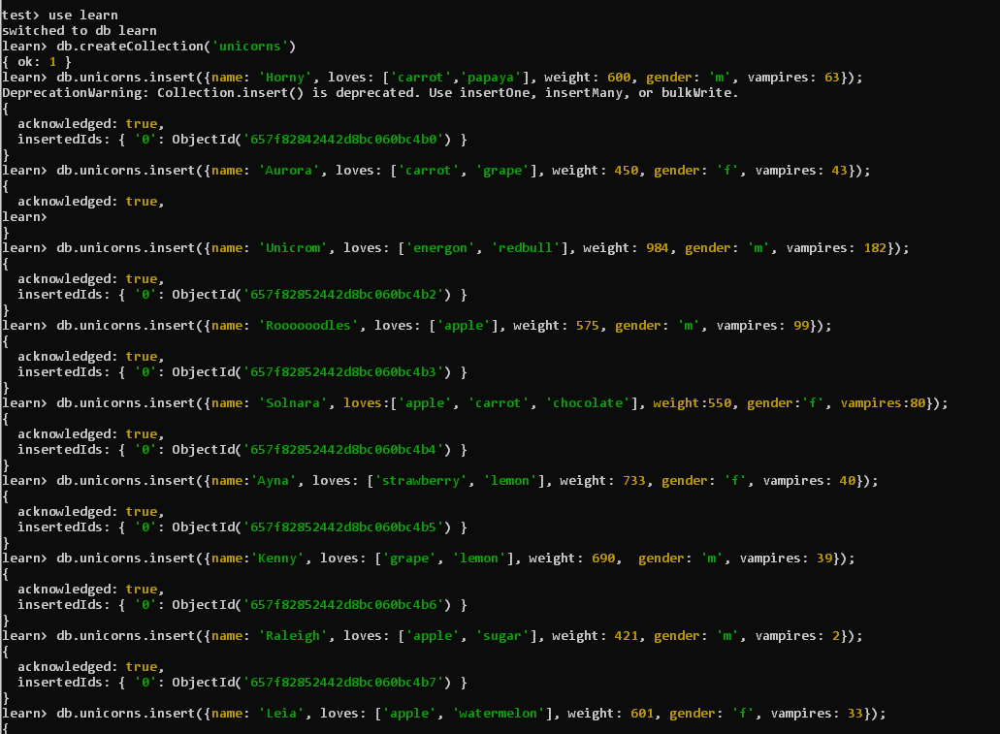 test> use learn
switched to db learn
learn> db.createCollection('unicorns')
{ ok: 1 }
learn> db.unicorns.insert({name: 'Horny', loves: ['carrot','papaya'], weight: 600, gender: 'm', vampires: 63});
DeprecationWarning: Collection.insert() is deprecated. Use insertOne, insertMany, or bulkWrite.
{
  acknowledged: true,
  insertedIds: { '0': ObjectId('657f82842442d8bc060bc4b0') }
}
learn> db.unicorns.insert({name: 'Aurora', loves: ['carrot', 'grape'], weight: 450, gender: 'f', vampires: 43});
{
  acknowledged: true,
learn>
}
learn> db.unicorns.insert({name: 'Unicrom', loves: ['energon', 'redbull'], weight: 984, gender: 'm', vampires: 182});
{
  acknowledged: true,
  insertedIds: { '0': ObjectId('657f82852442d8bc060bc4b2') }
}
learn> db.unicorns.insert({name: 'Roooooodles', loves: ['apple'], weight: 575, gender: 'm', vampires: 99});
{
  acknowledged: true,
  insertedIds: { '0': ObjectId('657f82852442d8bc060bc4b3') }
}
learn> db.unicorns.insert({name: 'Solnara', loves:['apple', 'carrot', 'chocolate'], weight:550, gender:'f', vampires:80});
{
  acknowledged: true,
  insertedIds: { '0': ObjectId('657f82852442d8bc060bc4b4') }
}
learn> db.unicorns.insert({name:'Ayna', loves: ['strawberry', 'lemon'], weight: 733, gender: 'f', vampires: 40});
{
  acknowledged: true,
  insertedIds: { '0': ObjectId('657f82852442d8bc060bc4b5') }
}
learn> db.unicorns.insert({name:'Kenny', loves: ['grape', 'lemon'], weight: 690,  gender: 'm', vampires: 39});
{
  acknowledged: true,
  insertedIds: { '0': ObjectId('657f82852442d8bc060bc4b6') }
}
learn> db.unicorns.insert({name: 'Raleigh', loves: ['apple', 'sugar'], weight: 421, gender: 'm', vampires: 2});
{
  acknowledged: true,
  insertedIds: { '0': ObjectId('657f82852442d8bc060bc4b7') }
}
learn> db.unicorns.insert({name: 'Leia', loves: ['apple', 'watermelon'], weight: 601, gender: 'f', vampires: 33});
{